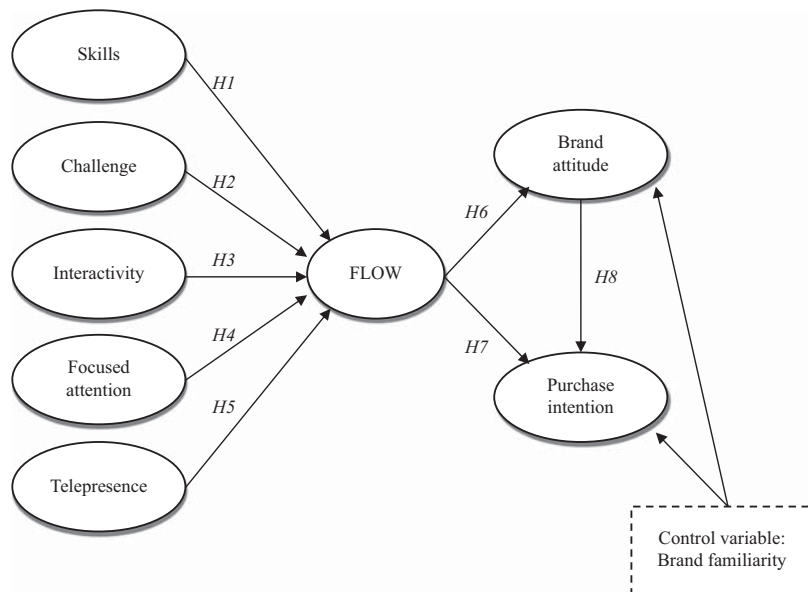 Skills
H1
Challenge
H2
Interactivity
H3
Focused
attention
H4
Telepresence
H5
FLOW
H6
H7
Brand
attitude
H8
Purchase
intention
Control variable:
Brand familiarity